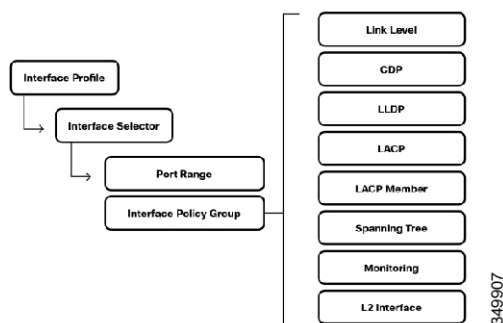 Interface Profile
Interface Selector
Port Range
Interface Policy Group
Link Level
CDP
LLDP
LACP
LACP Member
Spanning Tree
Monitoring
L2 Interface
349907